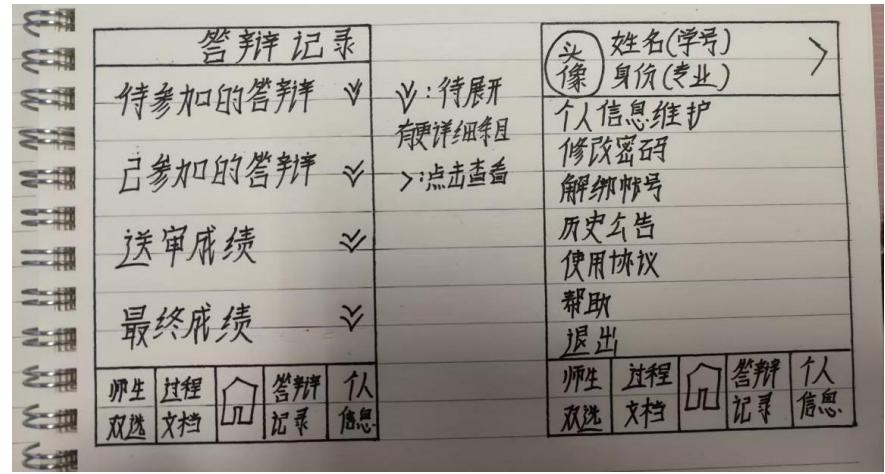 答辩记录
待参加的答辩
已参加的答辩
送审成绩
最终成绩
师生双选
过程文档
答辩记录
个人信息
：待展开
有更详细组
>：点击查看
头像
姓名(学号)
身份(专业)
>
个人信息维护
修改密码
解绑帐号
历史公告
使用协议
帮助
退出
师生双选
过程文档
答辩记录
个人信息